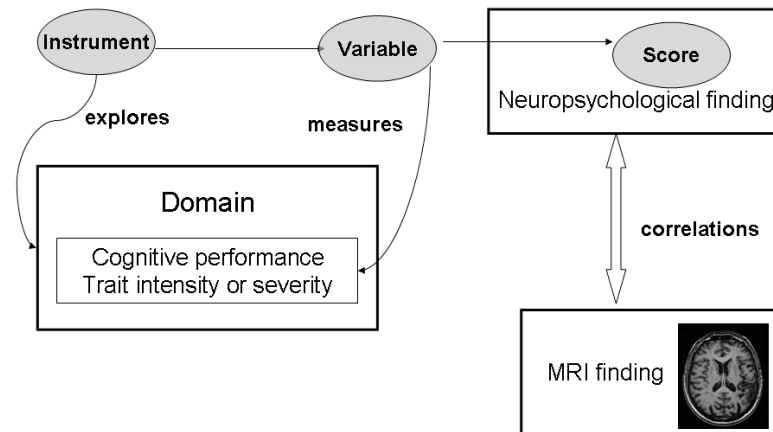 Instrument
Variable
Score
Neuropsychological finding
explores
measures
Domain
Cognitive performance
Trait intensity or severity
correlations
MRI finding